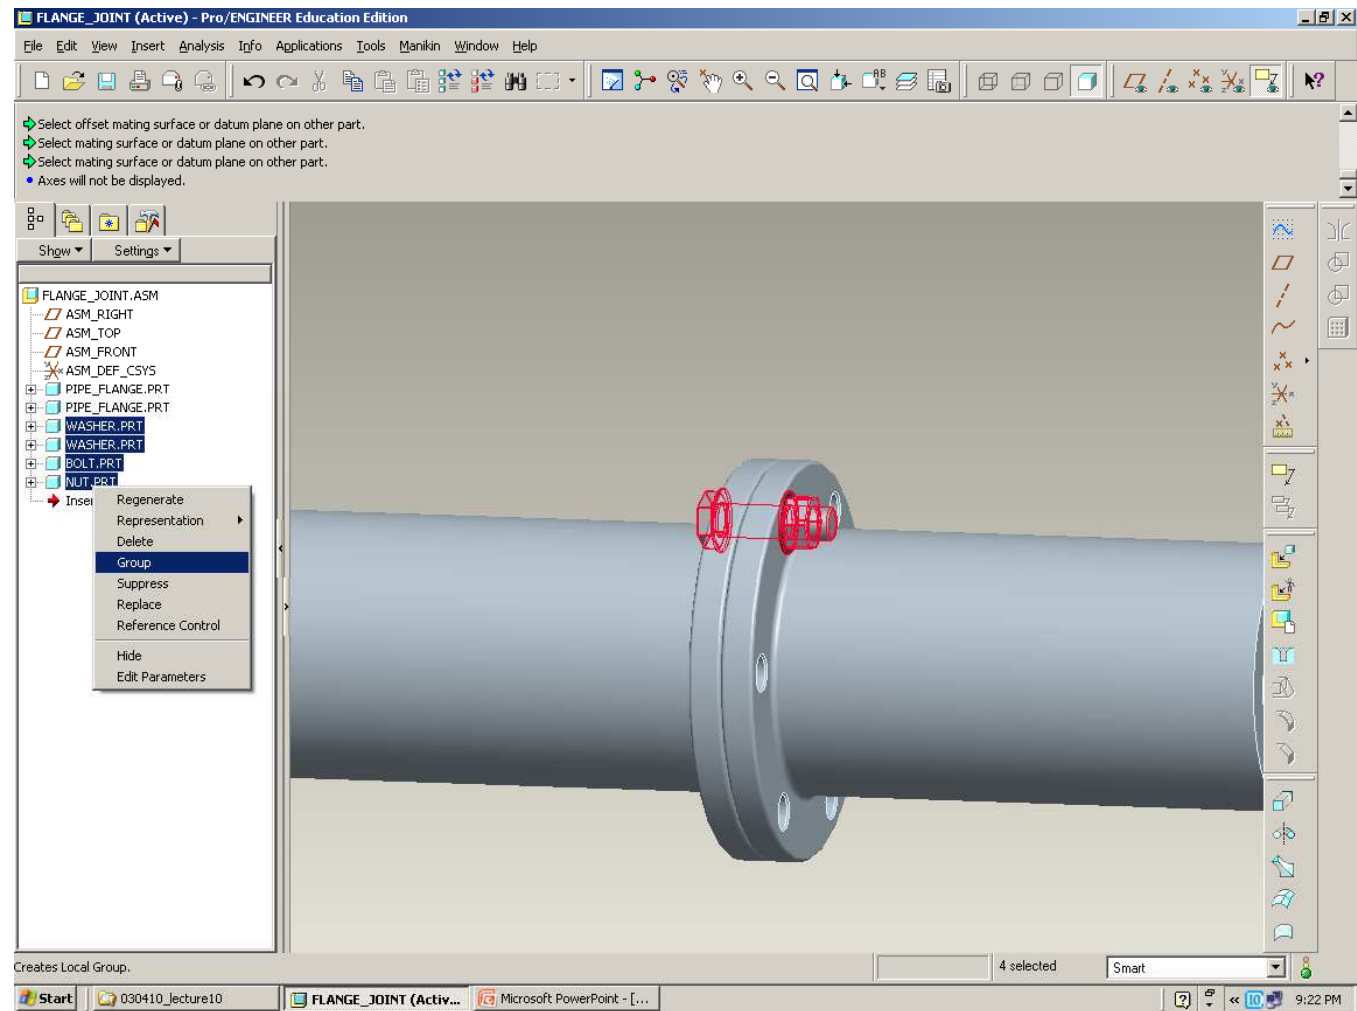 FLANGE_JOINT (Active) - Pro/ENGINEER Education Edition
File Edit View Insert Analysis Info Applications Tools Manikin Window Help
Select offset mating surface or datum plane on other part.
Select mating surface or datum plane on other part.
Select mating surface or datum plane on other part.
Axes will not be displayed.
Show Settings
FLANGE_JOINT.ASM
ASM_RIGHT
ASM_TOP
ASM_FRONT
ASM_DEF_CSYS
PIPE_FLANGE.PRT
PIPE_FLANGE.PRT
WASHER.PRT
WASHER.PRT
BOLT.PRT
NUT.PRT
Inser
Regenerate
Representation
Delete
Group
Suppress
Replace
Reference Control
Hide
Edit Parameters
Creates Local Group.
4 selected
Smart
Start
030410_lecture10
FLANGE_JOINT (Activ...
Microsoft PowerPoint - [...
9:22 PM